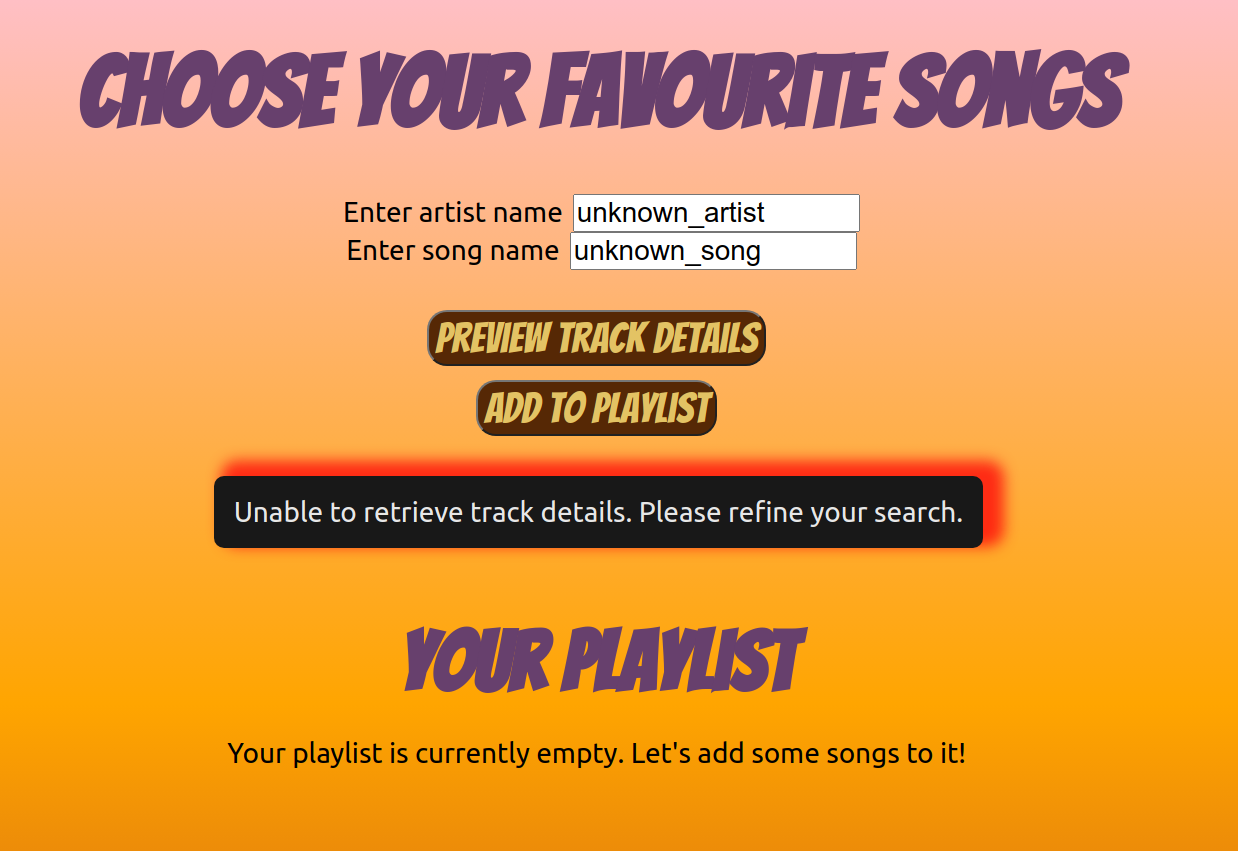 CHOOSE YOUR FAVOURITE SONGS
Enter artist name unknown_artist
Enter song name unknown_song
PREVIEW TRACK DETAILS
ADD TO PLAYLIST
Unable to retrieve track details. Please refine your search.
YOUR PLAYLIST
Your playlist is currently empty. Let's add some songs to it!